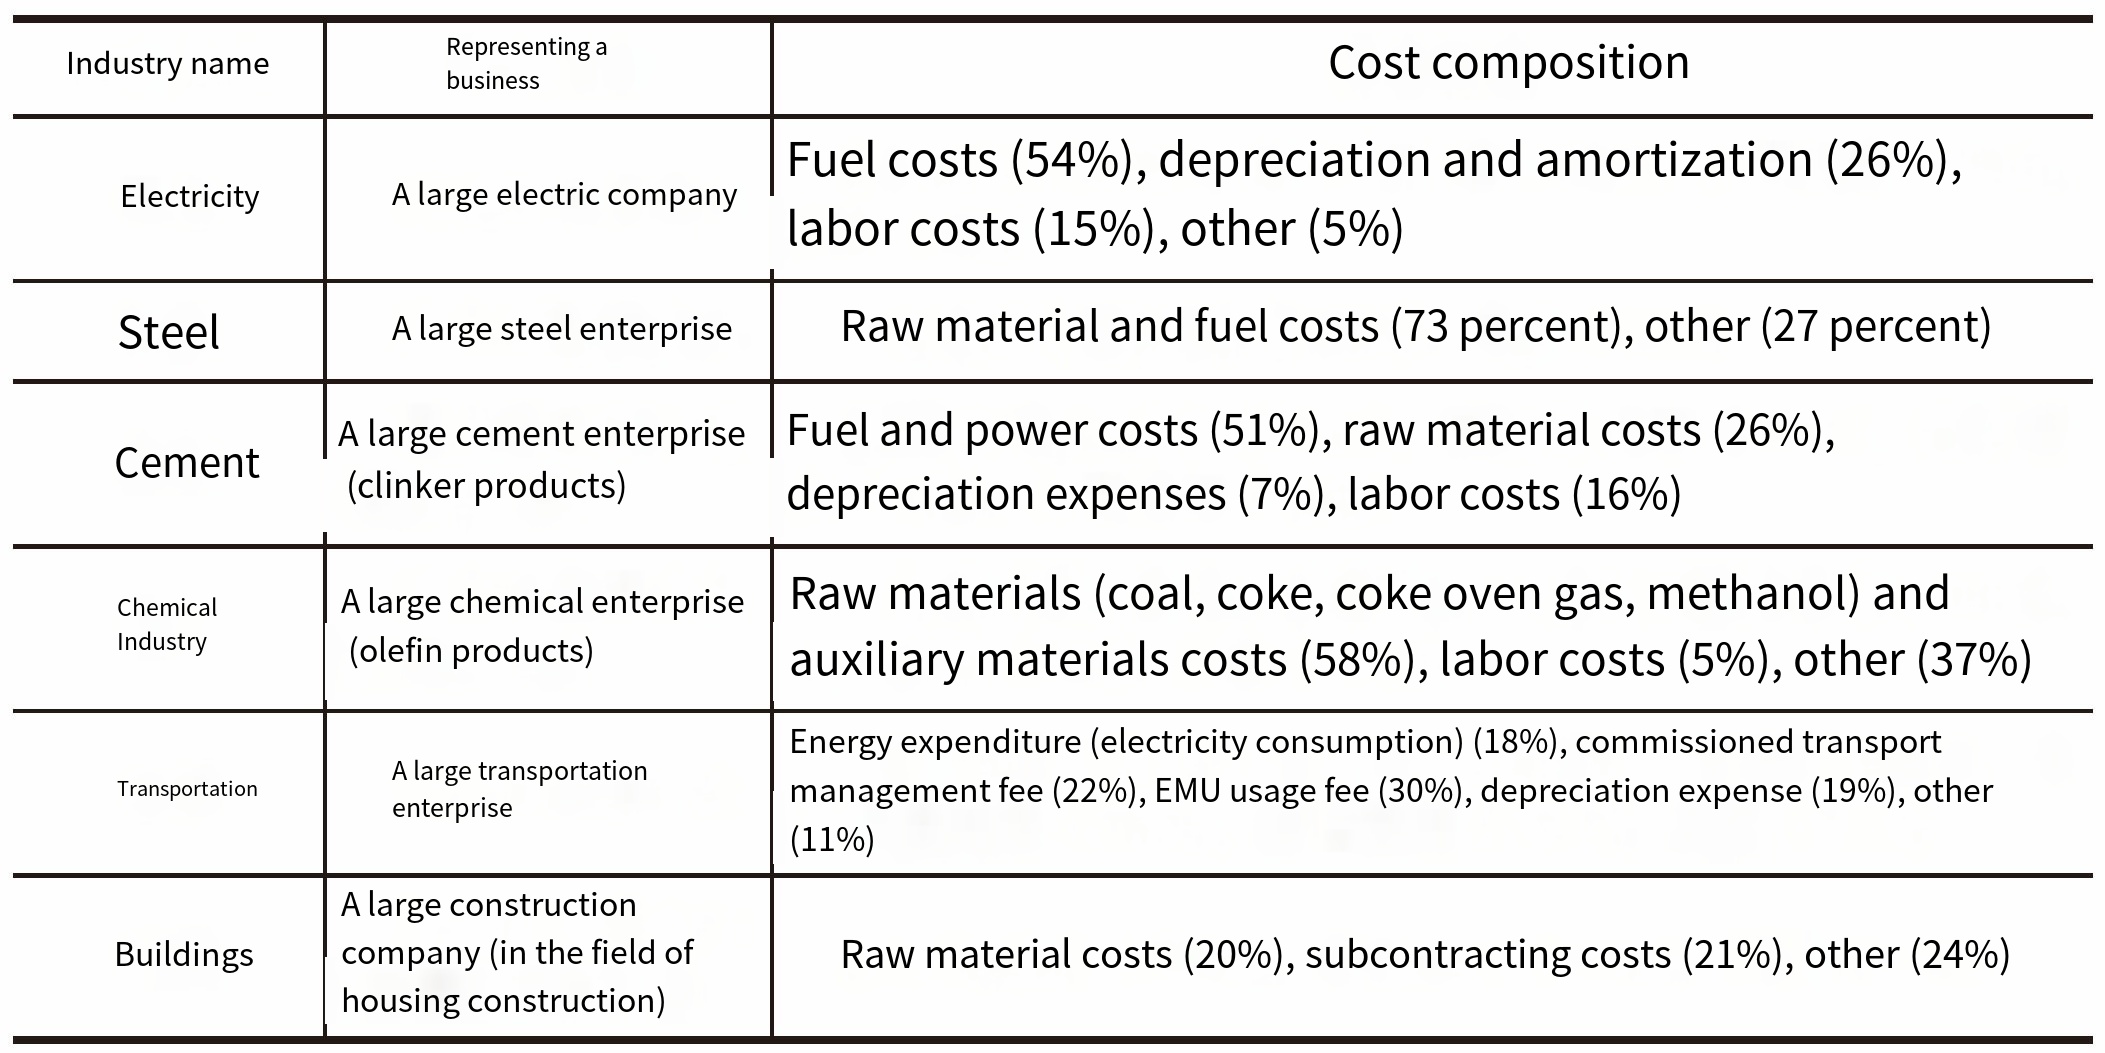 Industry name
Representing a
business
Cost composition
Electricity
A large electric company
Fuel costs (54%), depreciation and amortization (26%),
labor costs (15%), other (5%)
Steel
A large steel enterprise
Raw material and fuel costs (73 percent), other (27 percent)
Cement
A large cement enterprise
(clinker products)
Fuel and power costs (51%), raw material costs (26%),
depreciation expenses (7%), labor costs (16%)
Chemical
Industry
A large chemical enterprise
(olefin products)
Raw materials (coal, coke, coke oven gas, methanol) and
auxiliary materials costs (58%), labor costs (5%), other (37%)
Transportation
A large transportation
enterprise
Energy expenditure (electricity consumption) (18%), commissioned transport
management fee (22%), EMU usage fee (30%), depreciation expense (19%), other
(11%)
Buildings
A large construction
company (in the field of
housing construction)
Raw material costs (20%), subcontracting costs (21%), other (24%)